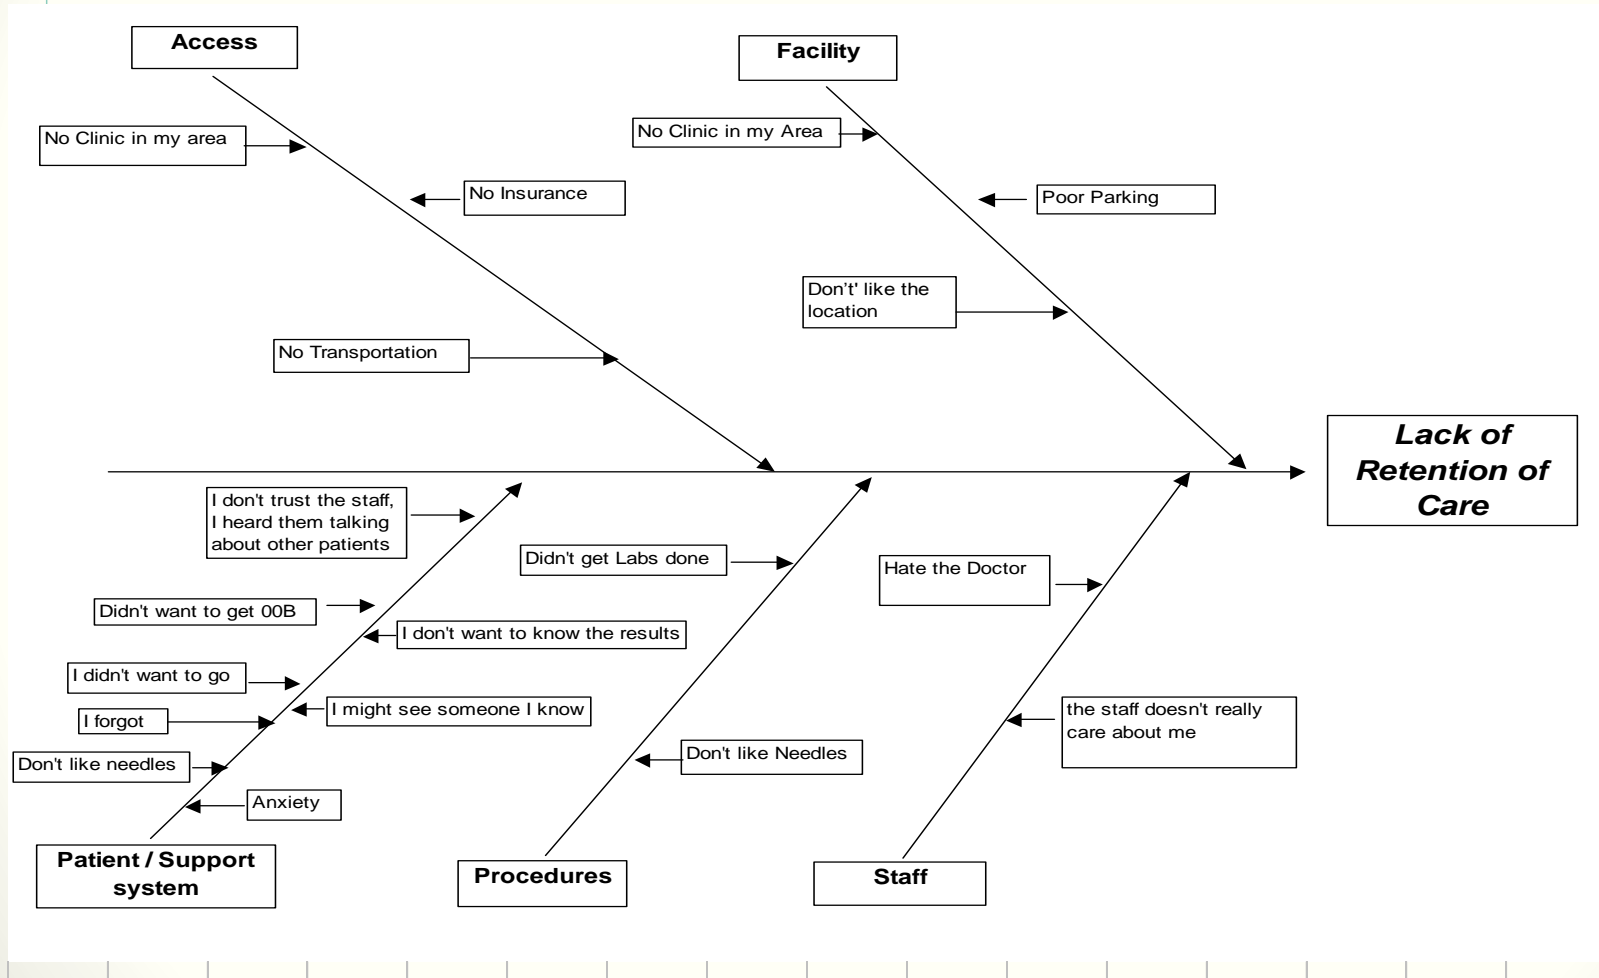 Access
Facility
No Clinic in my area
No Clinic in my Area
No Insurance
Poor Parking
Don't' like the
location
No Transportation
Lack of
Retention of
Care
I don't trust the staff,
I heard them talking
about other patients
Didn't get Labs done
Hate the Doctor
Didn't want to get 00B
I don't want to know the results
I didn't want to go
I might see someone I know
I forgot
the staff doesn't really
care about me
Don't like needles
Don't like Needles
Anxiety
Patient / Support
system
Procedures
Staff